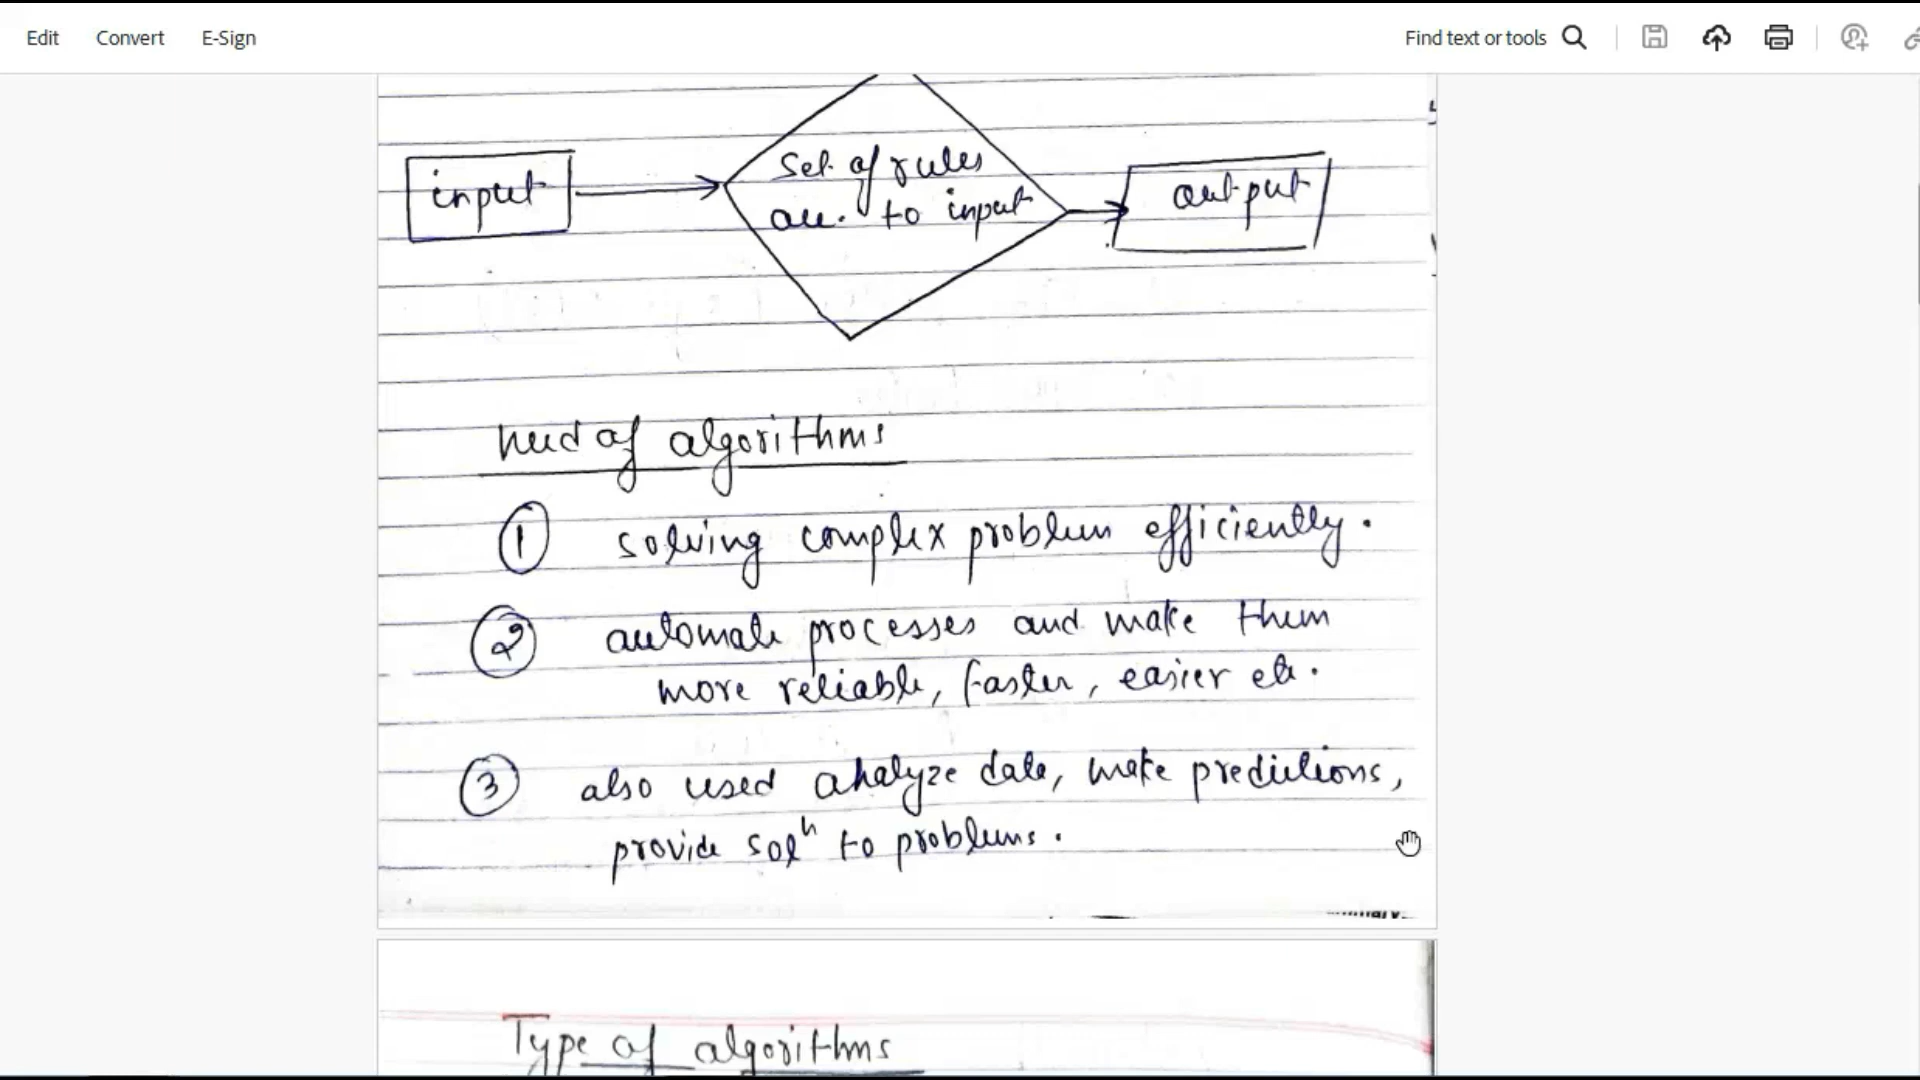 Edit Convert E-Sign Find text or tools
input
Set of rules
acc. to input
output
need of algorithms
1 solving complex problem efficiently.
2 automate processes and make them
more reliable, faster, easier etc.
3 also used analyze data, make predictions,
provide solⁿ to problems.
Type of algorithms